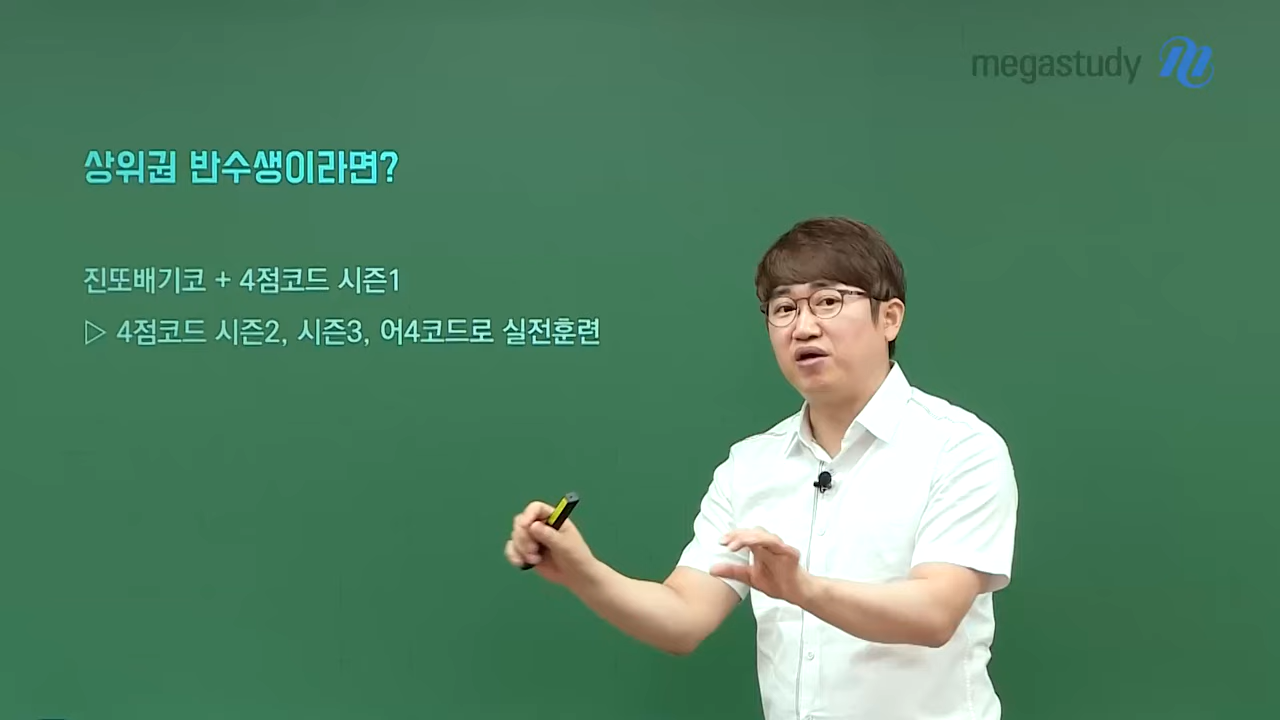 megastudy
상위권 반수생이라면?
진또배기코 + 4점코드 시즌1
▷ 4점코드 시즌2, 시즌3, 어4코드로 실전훈련